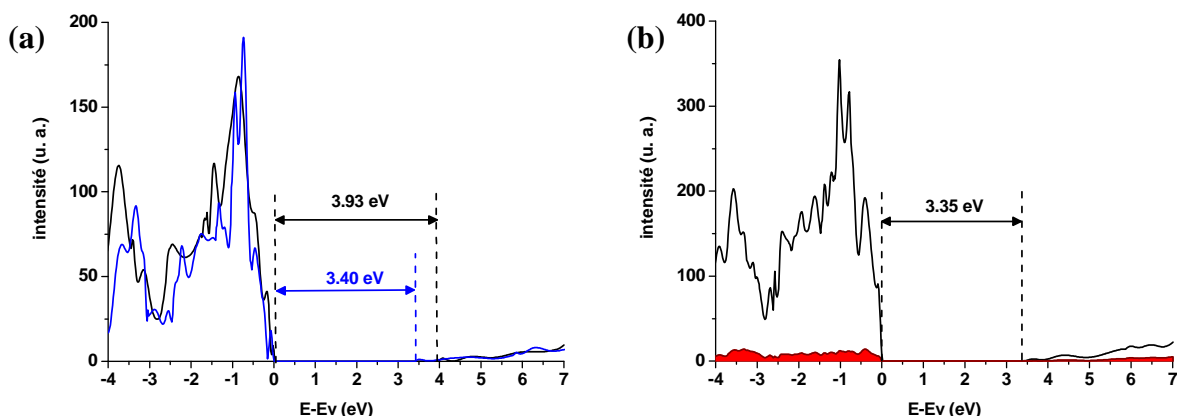 (a)
200
150
100
50
0
intensité (u. a.)
3.93 eV
3.40 eV
-4 -3 -2 -1 0 1 2 3 4 5 6 7
E-Ev (eV)
(b)
400
300
200
100
0
intensité (u. a.)
3.35 eV
-4 -3 -2 -1 0 1 2 3 4 5 6 7
E-Ev (eV)